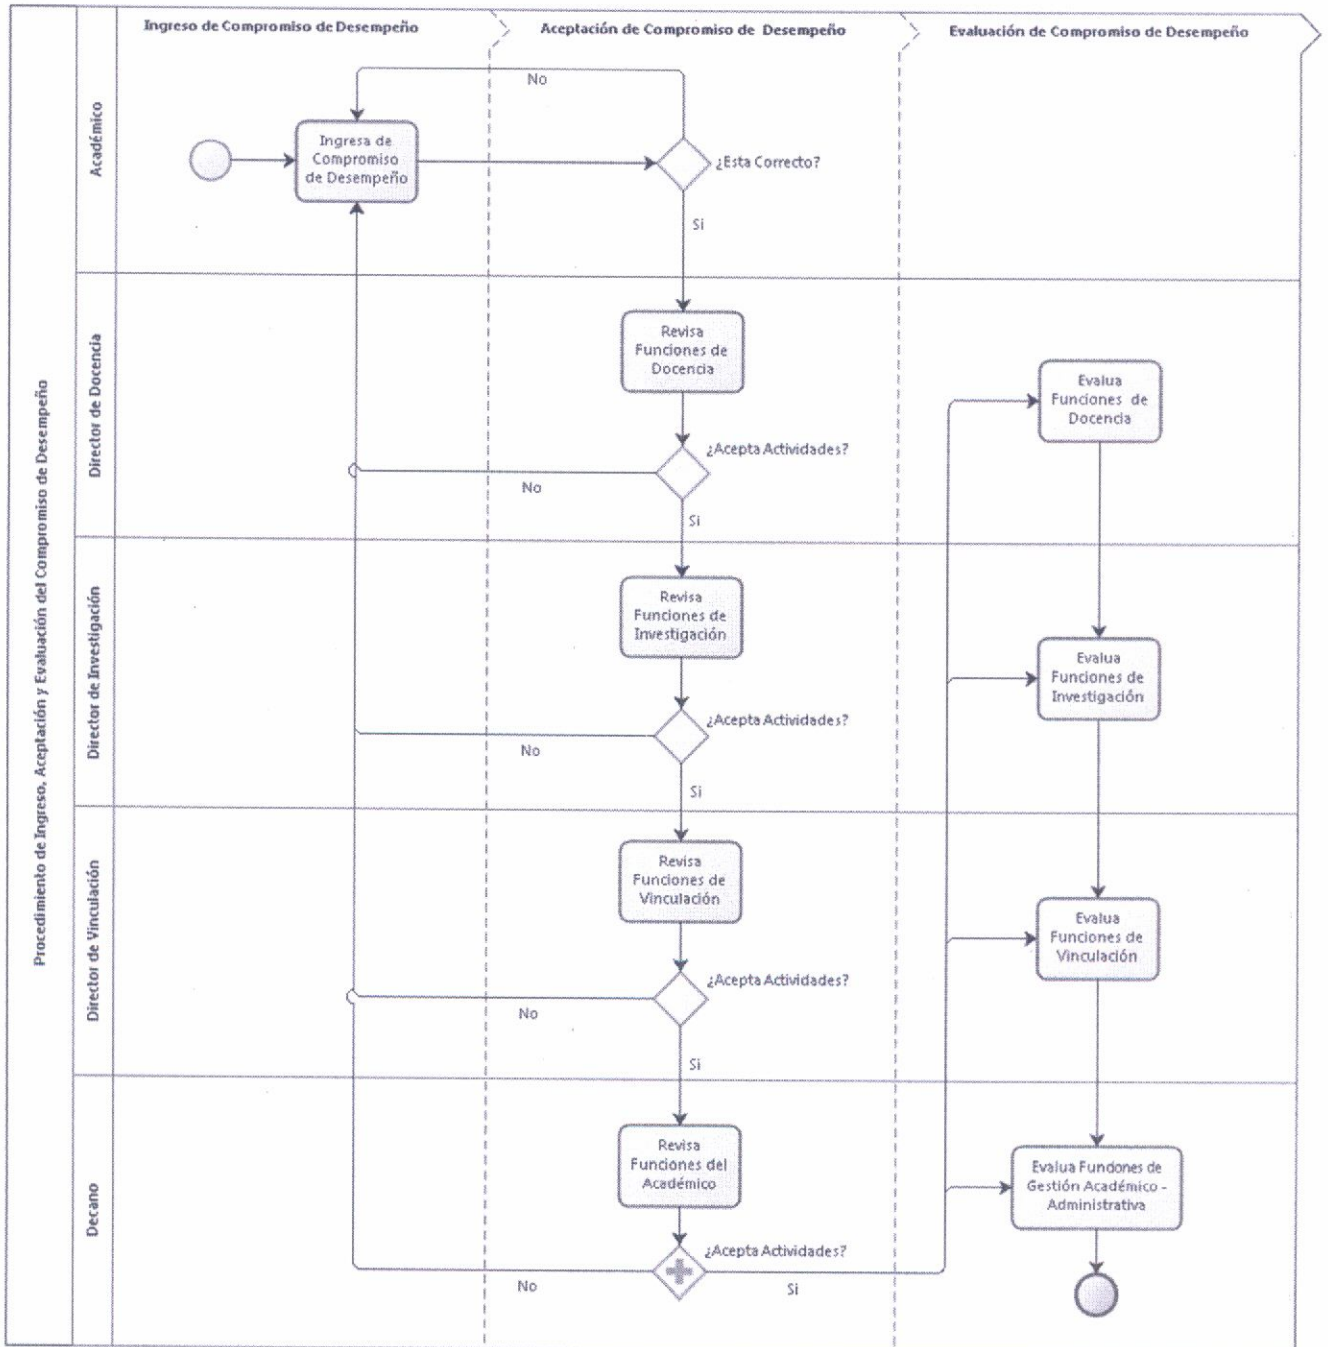 Ingreso de Compromiso de Desempeño
Aceptación de Compromiso de Desempeño
Evaluación de Compromiso de Desempeño
Procedimiento de Ingreso, Aceptación y Evaluación del Compromiso de Desempeño
Académico
No
Ingresa de
Compromiso
de Desempeño
¿Esta Correcto?
Si
Director de Docencia
Revisa
Funciones de
Docencia
Evalua
Funciones de
Docencia
¿Acepta Actividades?
No
Si
Director de Investigación
Revisa
Funciones de
Investigación
Evalua
Funciones de
Investigación
¿Acepta Actividades?
No
Si
Director de Vinculación
Revisa
Funciones de
Vinculación
Evalua
Funciones de
Vinculación
¿Acepta Actividades?
No
Si
Decano
Revisa
Funciones del
Académico
Evalua Funciones de
Gestión Académico -
Administrativa
¿Acepta Actividades?
No
Si